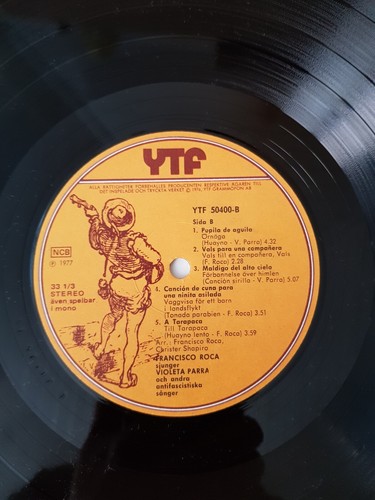 YTF
ALLA RÄTTIGHETER FÖRBEHÅLLES PRODUCENTEN RESPEKTIVE ÄGAREN TILL
DET INSPELADE OCH TRYCKTA VERKET © 1974, YTF GRAMMOFON AB
YTF 50400-B
Sida B
1. Pupila de aguila
Örnöga
(Huayno - V. Parra) 4.32
2. Vals para una compañera
Vals till en compañera, Vals
(F. Roca) 2.28
3. Maldigo del alto cielo
Förbannelse över himlen
(Canción sirilla - V. Parra) 5.07
4. Canción de cuna para
una niñita asilada
Vaggvisa för ett barn
i landsflykt
(Tonada parabien - F. Roca) 3.51
5. A Tarapaca
Till Tarapaca
(Huayno lento - F. Roca) 3:59
Arr.: Francisco Roca,
Christer Shapiro
FRANCISCO ROCA
sjunger
VIOLETA PARRA
och andra
antifascistiska
sånger
NCB
℗ 1977
33 1/3
STEREO
även spelbar
i mono